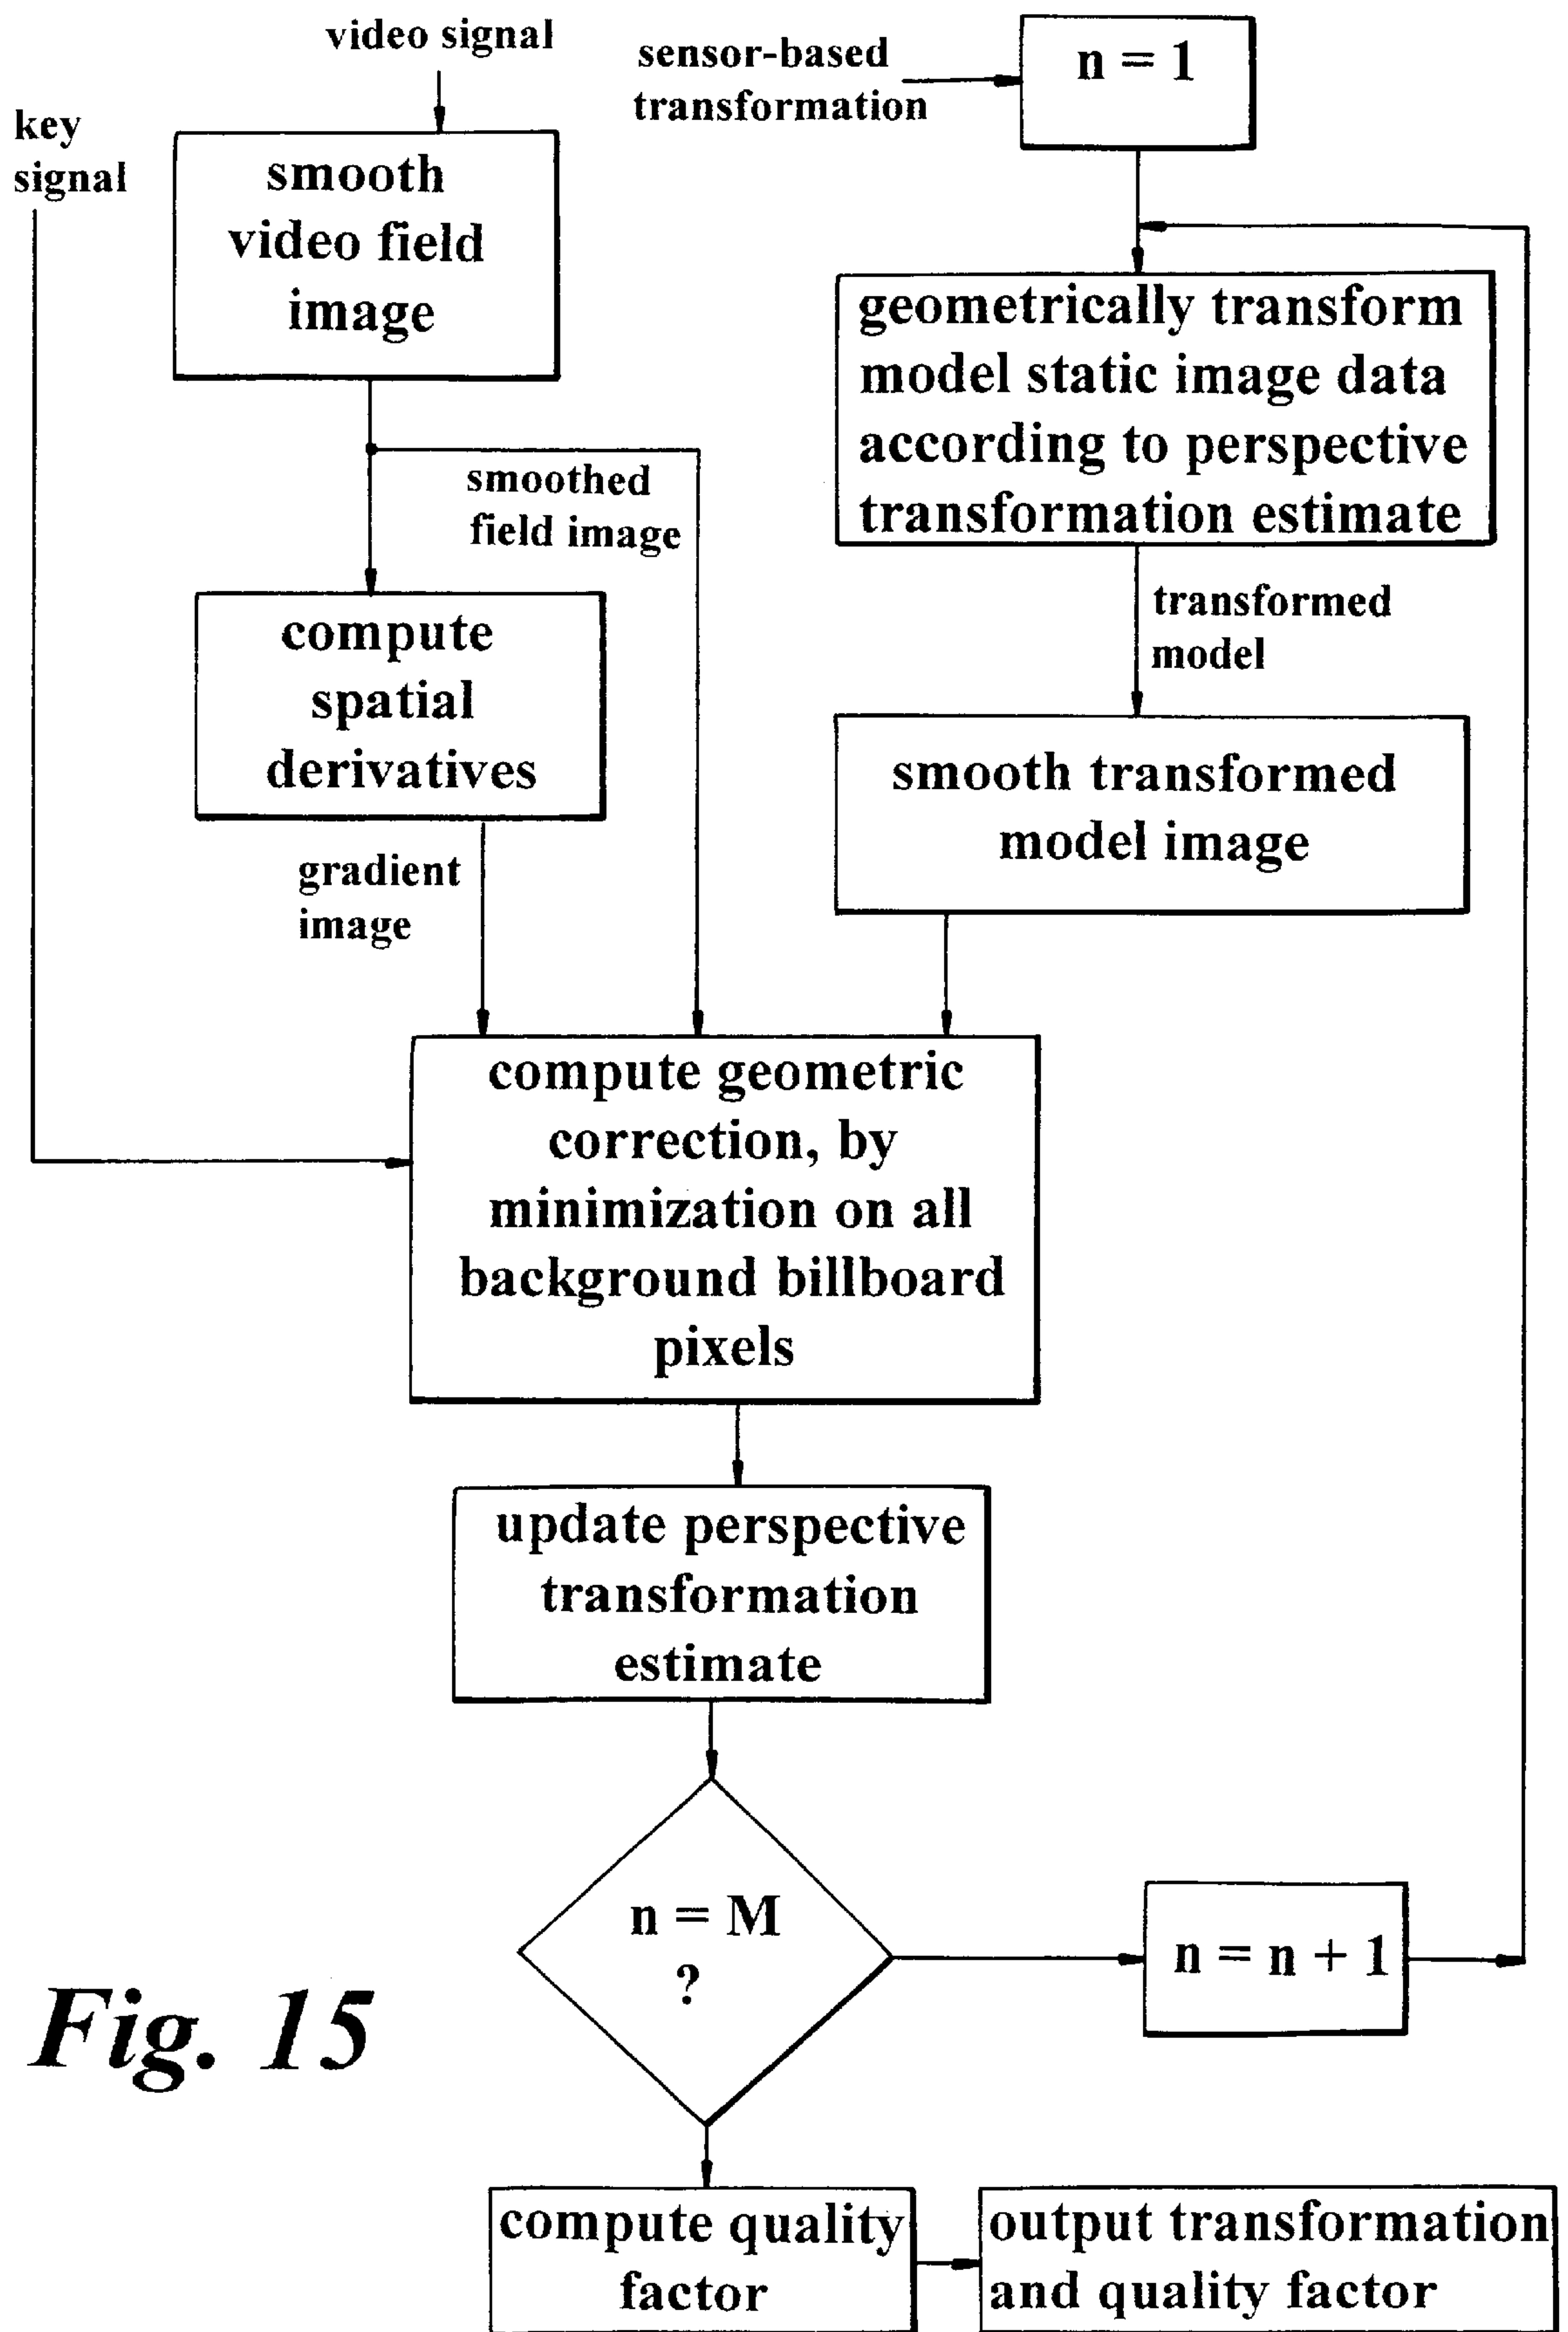 video signal
key
signal
smooth
video field
image
sensor-based
transformation
n = 1
geometrically transform
model static image data
according to perspective
transformation estimate
smoothed
field image
transformed
model
compute
spatial
derivatives
smooth transformed
model image
gradient
image
compute geometric
correction, by
minimization on all
background billboard
pixels
update perspective
transformation
estimate
n = M
?
n = n + 1
Fig. 15
compute quality
factor
output transformation
and quality factor